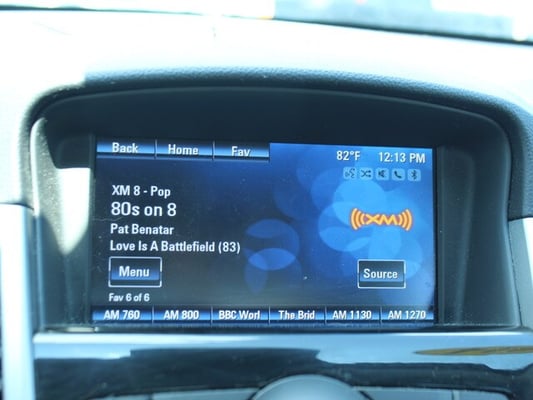 Back Home Fav. 82°F 12:13 PM
XM 8 - Pop
80s on 8
Pat Benatar
Love Is A Battlefield (83)
((XM))
Menu Source
Fav 6 of 6
AM 760 AM 800 BBC Worl The Brid AM 1130 AM 1270